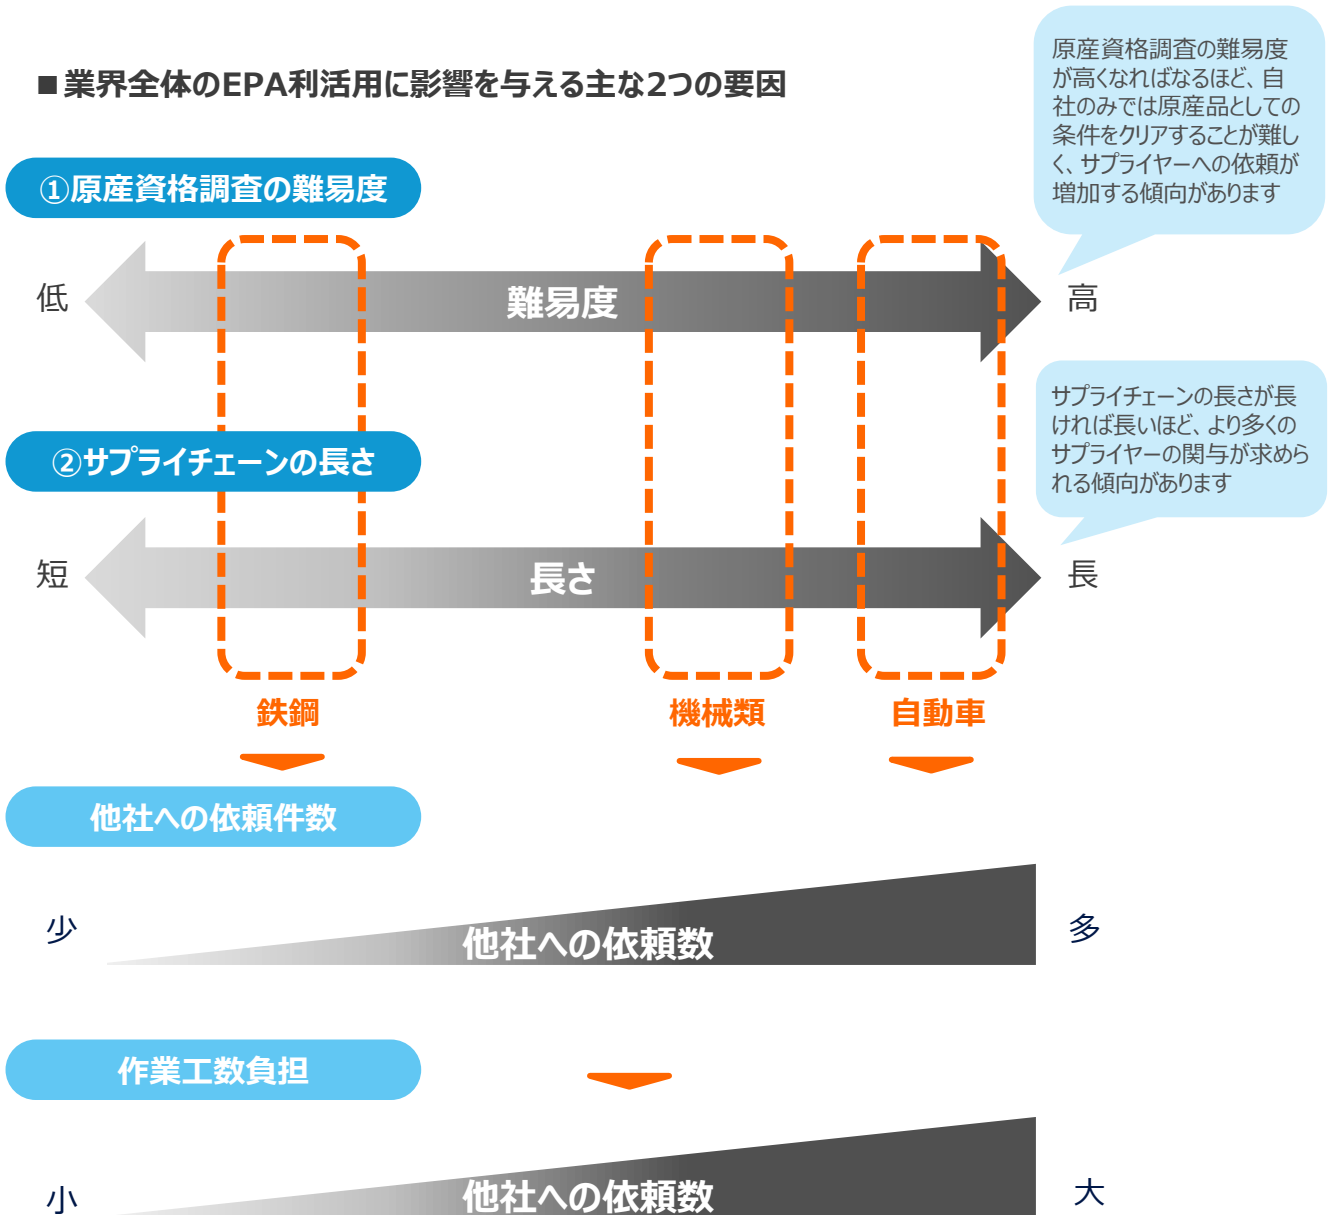 ■業界全体のEPA利活用に影響を与える主な2つの要因
原産資格調査の難易度
が高くなればなるほど、自
社のみでは原産品としての
条件をクリアすることが難し
く、サプライヤーへの依頼が
増加する傾向があります
①原産資格調査の難易度
低
難易度
高
サプライチェーンの長さが長
ければ長いほど、より多くの
サプライヤーの関与が求めら
れる傾向があります
②サプライチェーンの長さ
短
長さ
長
鉄鋼
機械類
自動車
他社への依頼件数
少
他社への依頼数
多
作業工数負担
小
他社への依頼数
大